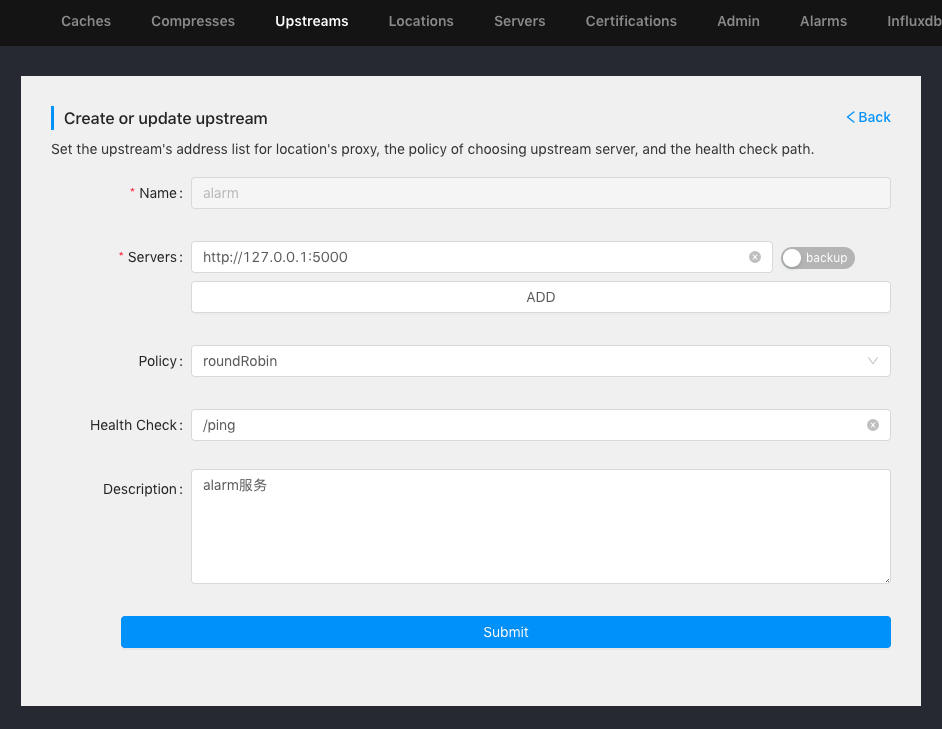 Caches Compresses Upstreams Locations Servers Certifications Admin Alarms Influxdb
Create or update upstream
Back
Set the upstream's address list for location's proxy, the policy of choosing upstream server, and the health check path.
* Name: alarm
* Servers: http://127.0.0.1:5000 backup
ADD
Policy: roundRobin
Health Check: /ping
Description: alarm服务
Submit